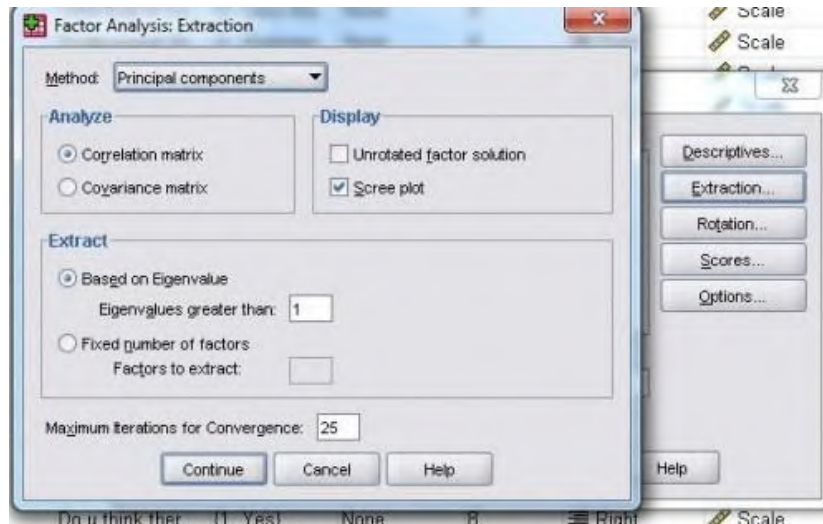 Factor Analysis: Extraction
Scale
Scale
Method: Principal components
Analyze
Correlation matrix
Covariance matrix
Display
Unrotated factor solution
Scree plot
Extract
Based on Eigenvalue
Eigenvalues greater than: 1
Fixed number of factors
Factors to extract:
Maximum Iterations for Convergence: 25
Continue Cancel Help
Descriptives...
Extraction...
Rotation...
Scores...
Options...
Help
Do u think ther {1 Yes} None 8 Right Scale